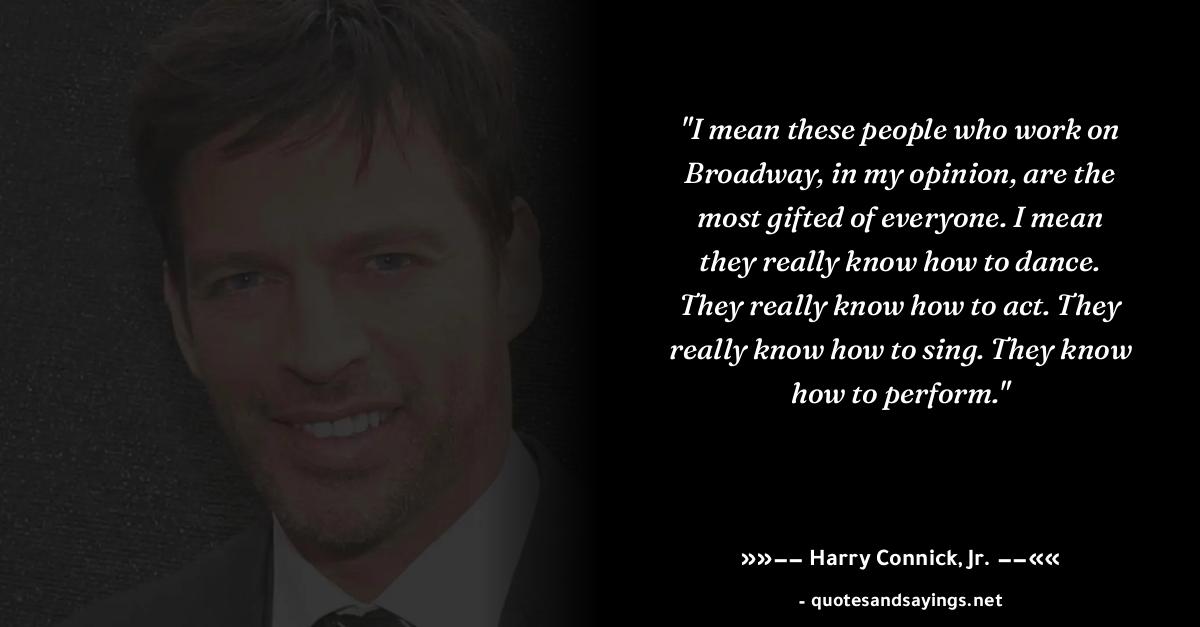 "I mean these people who work on
Broadway, in my opinion, are the
most gifted of everyone. I mean
they really know how to dance.
They really know how to act. They
really know how to sing. They know
how to perform."
»»−− Harry Connick, Jr. −−««
- quotesandsayings.net